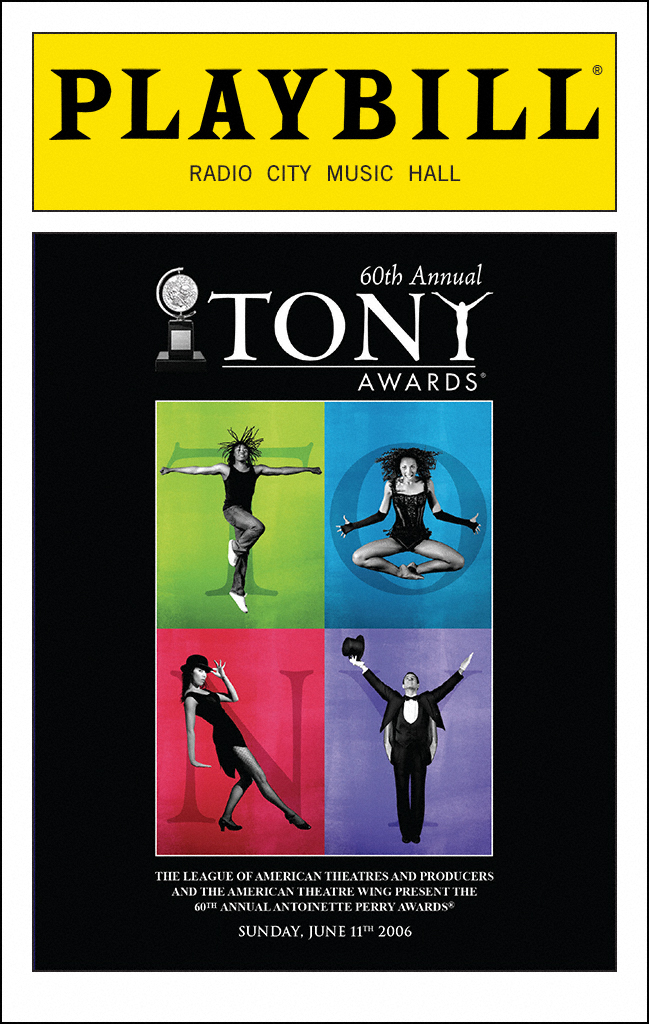 PLAYBILL®
RADIO CITY MUSIC HALL
60th Annual
TONY
AWARDS®
T
O
N
Y
THE LEAGUE OF AMERICAN THEATRES AND PRODUCERS
AND THE AMERICAN THEATRE WING PRESENT THE
60TH ANNUAL ANTOINETTE PERRY AWARDS®
SUNDAY, JUNE 11TH 2006